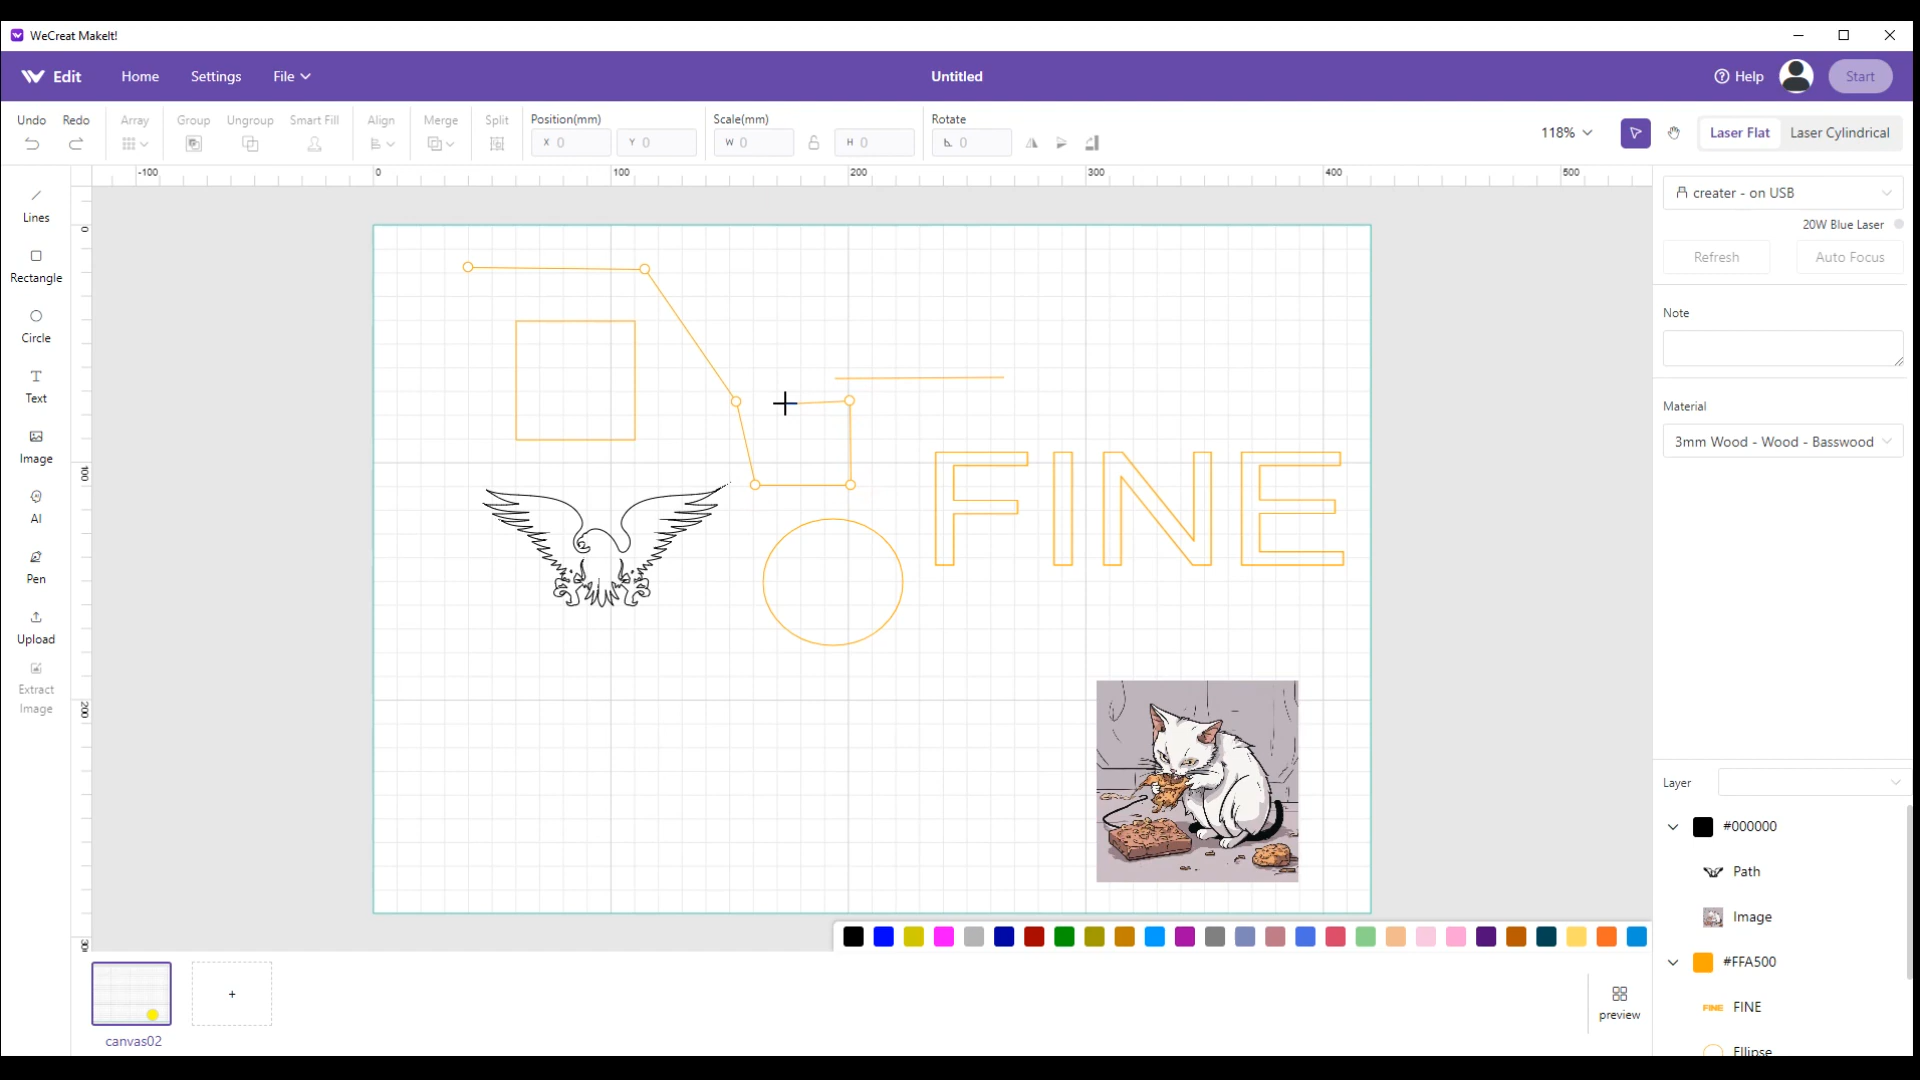 WeCreat MakeIt!
Edit Home Settings File Untitled Help Start
Undo Redo Array Group Ungroup Smart Fill Align Merge Split Position(mm) Scale(mm) Rotate
X 0 Y 0 W 0 H 0 0
118% Laser Flat Laser Cylindrical
-100 0 100 200 300 400 500
0
100
200
Lines
Rectangle
Circle
Text
Image
AI
Pen
Upload
Extract
Image
FINE
creater - on USB
20W Blue Laser
Refresh Auto Focus
Note
Material
3mm Wood - Wood - Basswood
Layer
#000000
Path
Image
#FFA500
FINE FINE
Ellipse
+
canvas02
preview